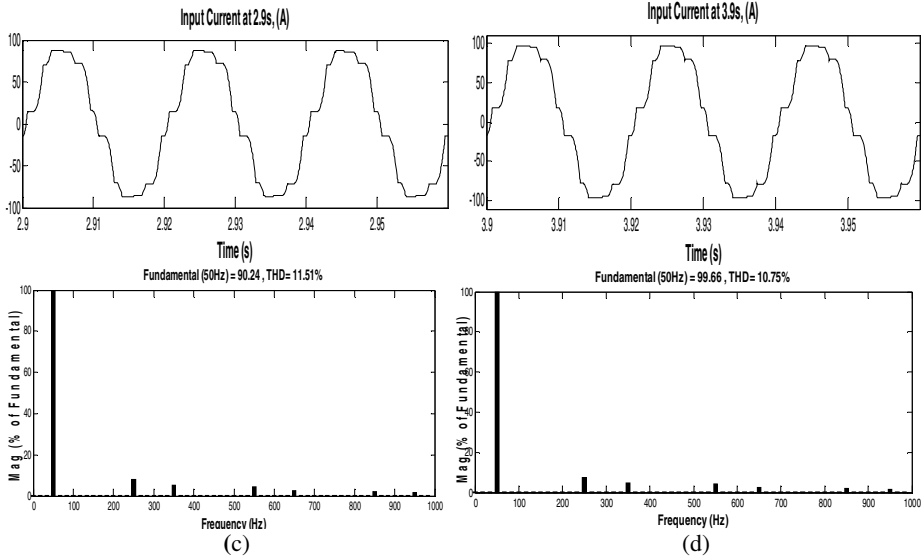 Input Current at 2.9s, (A)
100
50
0
-50
-100
2.9 2.91 2.92 2.93 2.94 2.95
Time (s)
Fundamental (50Hz) = 90.24 , THD= 11.51%
Mag (% of Fundamental)
100
80
60
40
20
0
0 100 200 300 400 500 600 700 800 900 1000
Frequency (Hz)
(c)
Input Current at 3.9s, (A)
100
50
0
-50
-100
3.9 3.91 3.92 3.93 3.94 3.95
Time (s)
Fundamental (50Hz) = 99.66 , THD= 10.75%
Mag (% of Fundamental)
100
80
60
40
20
0
0 100 200 300 400 500 600 700 800 900 1000
Frequency (Hz)
(d)